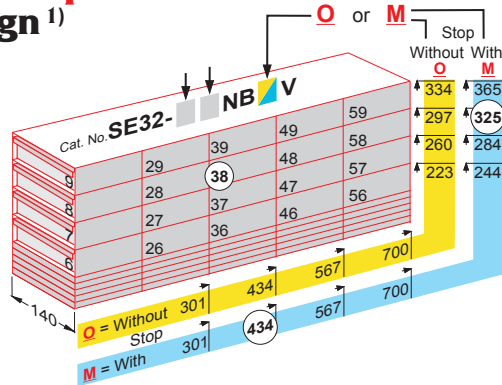 gn 1)
O or M
Stop
Without With
O M
334 365
297 325
260 284
223 244
Cat. No. SE32- NB V
9 29 39 49 59
8 28 38 48 58
7 27 37 47 57
6 26 36 46 56
140
O = Without 301 434 567 700
Stop
M = With 301 434 567 700